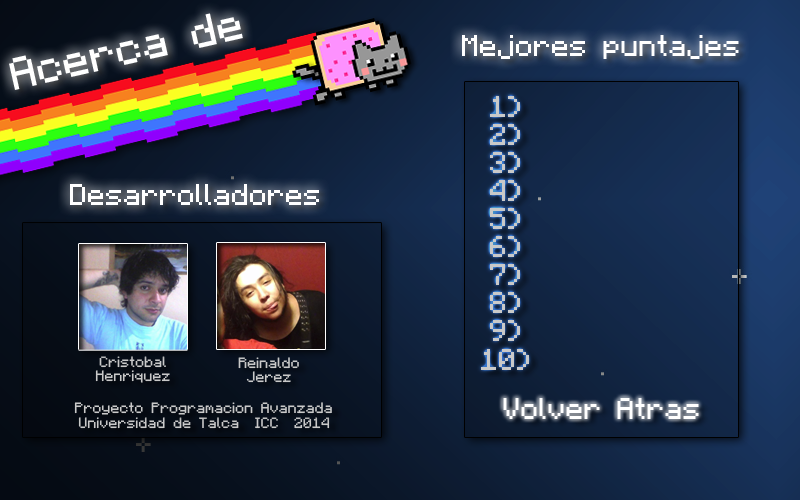 Acerca de
Desarrolladores
Cristobal
Henriquez
Reinaldo
Jerez
Proyecto Programacion Avanzada
Universidad de Talca ICC 2014
Mejores puntajes
1)
2)
3)
4)
5)
6)
7)
8)
9)
10)
Volver Atras